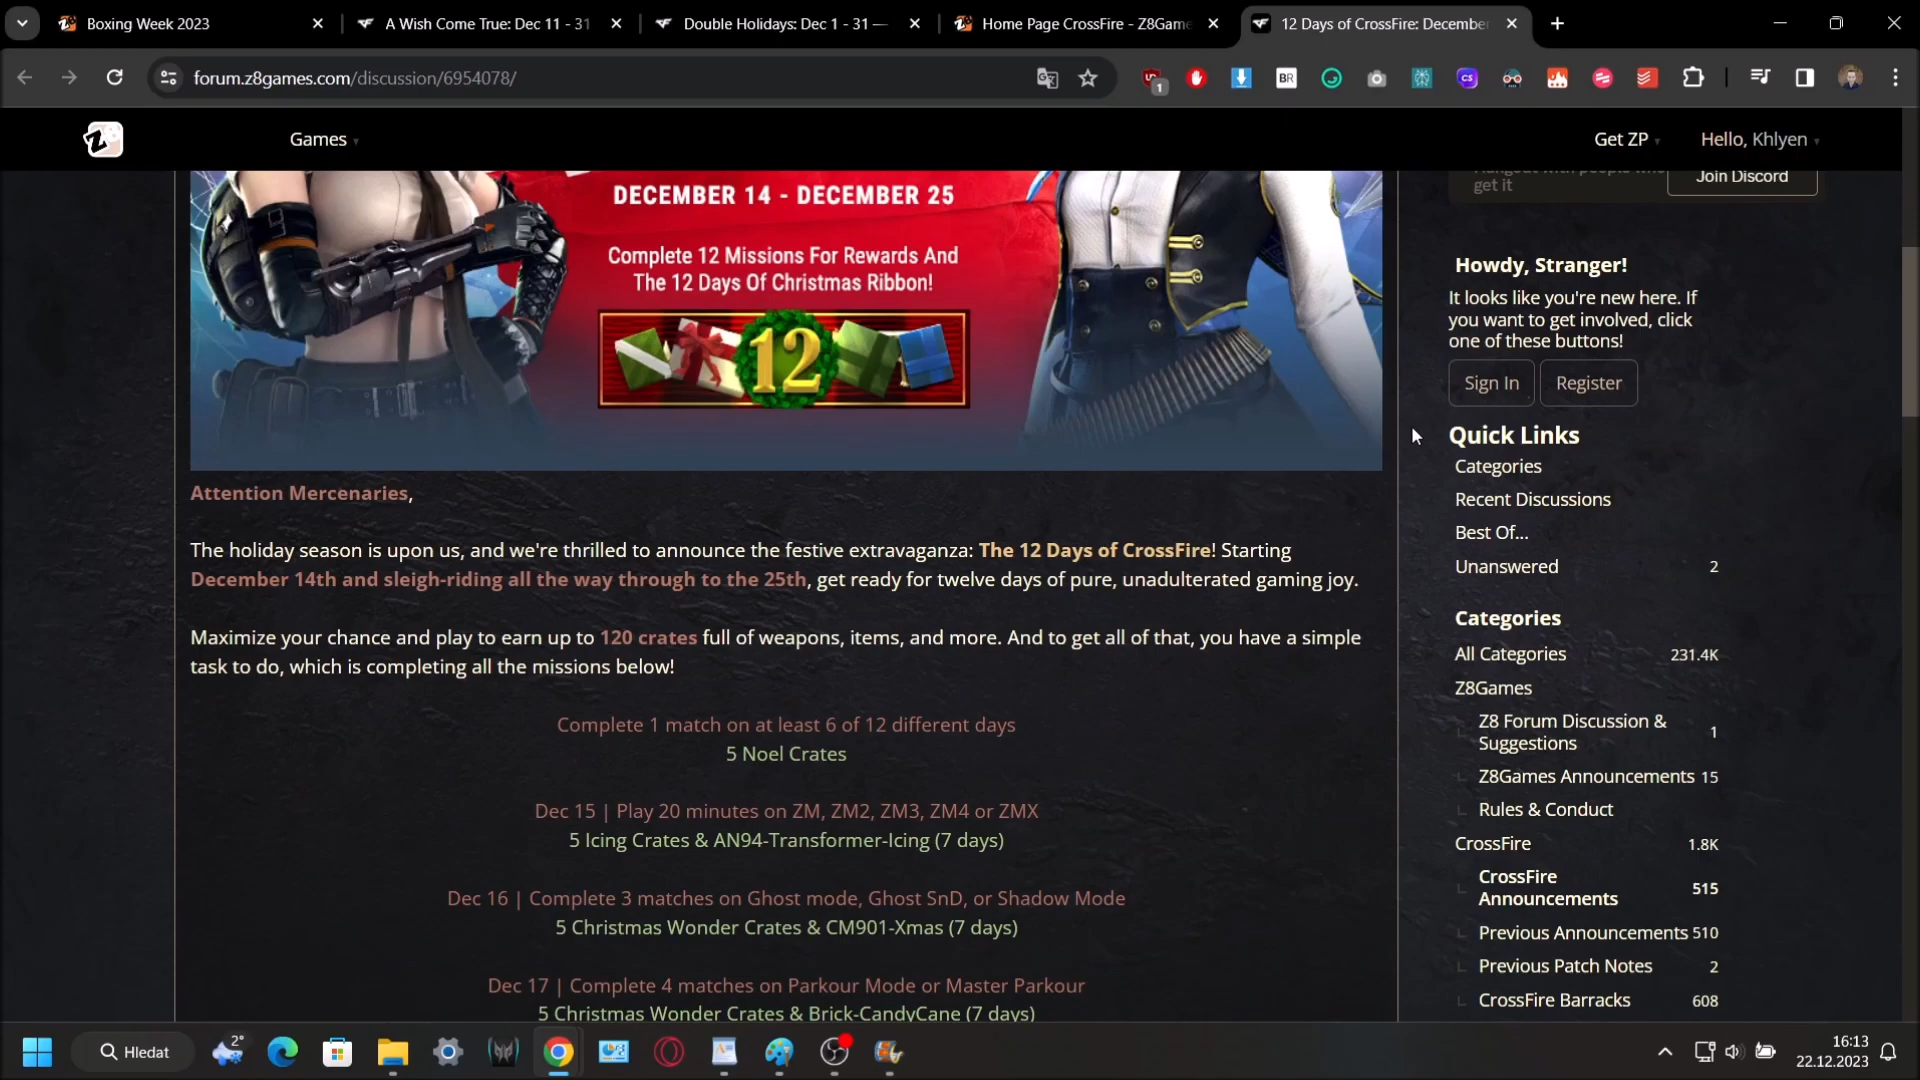 Boxing Week 2023
A Wish Come True: Dec 11 - 31
Double Holidays: Dec 1 - 31 —
Home Page CrossFire - Z8Game
12 Days of CrossFire: December
forum.z8games.com/discussion/6954078/
1
BR
CS
Games
Get ZP
Hello, Khlyen
get it
Join Discord
DECEMBER 14 - DECEMBER 25
Complete 12 Missions For Rewards And
The 12 Days Of Christmas Ribbon!
12
Howdy, Stranger!
It looks like you're new here. If
you want to get involved, click
one of these buttons!
Sign In
Register
Quick Links
Categories
Recent Discussions
Best Of...
Unanswered 2
Categories
All Categories 231.4K
Z8Games
Z8 Forum Discussion &
Suggestions 1
Z8Games Announcements 15
Rules & Conduct
CrossFire 1.8K
CrossFire
Announcements 515
Previous Announcements 510
Previous Patch Notes 2
CrossFire Barracks 608
Attention Mercenaries,
The holiday season is upon us, and we're thrilled to announce the festive extravaganza: The 12 Days of CrossFire! Starting
December 14th and sleigh-riding all the way through to the 25th, get ready for twelve days of pure, unadulterated gaming joy.
Maximize your chance and play to earn up to 120 crates full of weapons, items, and more. And to get all of that, you have a simple
task to do, which is completing all the missions below!
Complete 1 match on at least 6 of 12 different days
5 Noel Crates
Dec 15 | Play 20 minutes on ZM, ZM2, ZM3, ZM4 or ZMX
5 Icing Crates & AN94-Transformer-Icing (7 days)
Dec 16 | Complete 3 matches on Ghost mode, Ghost SnD, or Shadow Mode
5 Christmas Wonder Crates & CM901-Xmas (7 days)
Dec 17 | Complete 4 matches on Parkour Mode or Master Parkour
5 Christmas Wonder Crates & Brick-CandyCane (7 days)
Hledat
2°
16:13
22.12.2023